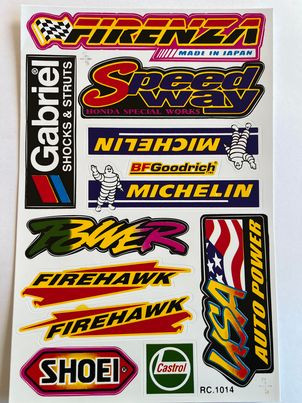 FIRENZA
MADE IN JAPAN
Gabriel
SHOCKS & STRUTS
Speed
way
HONDA SPECIAL WORKS
MICHELIN
BFGoodrich
MICHELIN
POWER
FIREHAWK
FIREHAWK
USA
AUTO POWER
SHOEI
Castrol
RC.1014